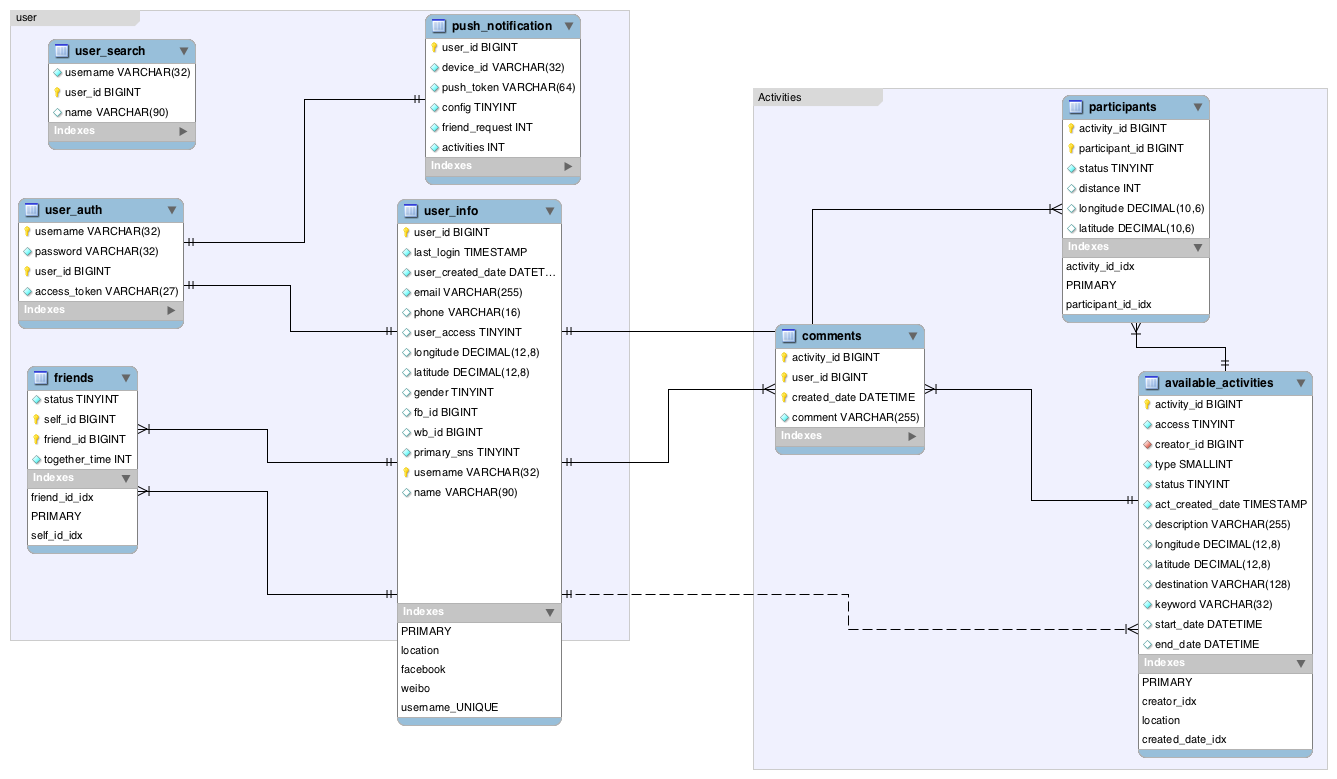 user
user_search
username VARCHAR(32)
user_id BIGINT
name VARCHAR(90)
Indexes
push_notification
user_id BIGINT
device_id VARCHAR(32)
push_token VARCHAR(64)
config TINYINT
friend_request INT
activities INT
Indexes
user_auth
username VARCHAR(32)
password VARCHAR(32)
user_id BIGINT
access_token VARCHAR(27)
Indexes
user_info
user_id BIGINT
last_login TIMESTAMP
user_created_date DATET...
email VARCHAR(255)
phone VARCHAR(16)
user_access TINYINT
longitude DECIMAL(12,8)
latitude DECIMAL(12,8)
gender TINYINT
fb_id BIGINT
wb_id BIGINT
primary_sns TINYINT
username VARCHAR(32)
name VARCHAR(90)
Indexes
PRIMARY
location
facebook
weibo
username_UNIQUE
friends
status TINYINT
self_id BIGINT
friend_id BIGINT
together_time INT
Indexes
friend_id_idx
PRIMARY
self_id_idx
Activities
participants
activity_id BIGINT
participant_id BIGINT
status TINYINT
distance INT
longitude DECIMAL(10,6)
latitude DECIMAL(10,6)
Indexes
activity_id_idx
PRIMARY
participant_id_idx
comments
activity_id BIGINT
user_id BIGINT
created_date DATETIME
comment VARCHAR(255)
Indexes
available_activities
activity_id BIGINT
access TINYINT
creator_id BIGINT
type SMALLINT
status TINYINT
act_created_date TIMESTAMP
description VARCHAR(255)
longitude DECIMAL(12,8)
latitude DECIMAL(12,8)
destination VARCHAR(128)
keyword VARCHAR(32)
start_date DATETIME
end_date DATETIME
Indexes
PRIMARY
creator_idx
location
created_date_idx